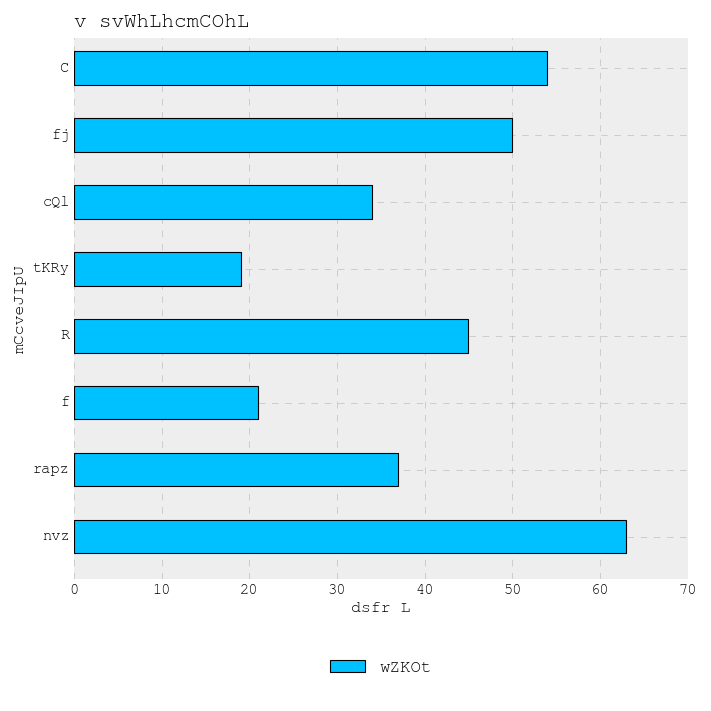 v svWhLhcmCOhL
C
fj
cQl
tKRy
R
f
rapz
nvz
mCcveJIpU
0 10 20 30 40 50 60 70
dsfr L
wZKOt